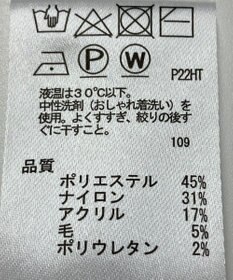 P W P22HT
液温は30℃以下。
中性洗剤(おしゃれ着洗い)を
使用。よくすすぎ、絞りの後す
ぐに干すこと。
109
品質
ポリエステル 45%
ナイロン 31%
アクリル 17%
毛 5%
ポリウレタン 2%